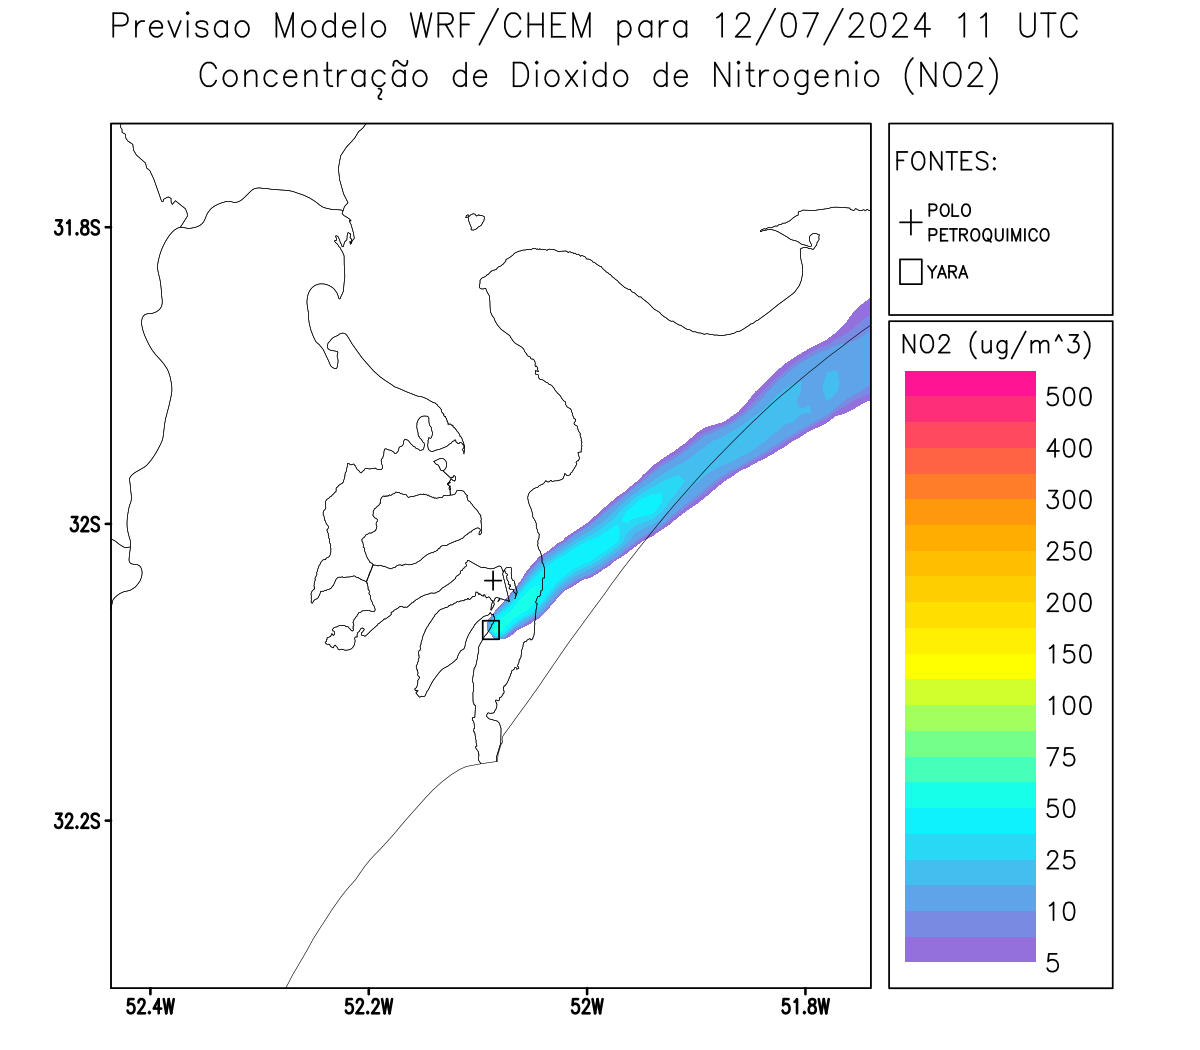 Previsao Modelo WRF/CHEM para 12/07/2024 11 UTC
Concentração de Dioxido de Nitrogenio (NO2)
FONTES:
POLO
PETROQUIMICO
YARA
NO2 (ug/m^3)
500
400
300
250
200
150
100
75
50
25
10
5
31.8S
32S
32.2S
52.4W
52.2W
52W
51.8W